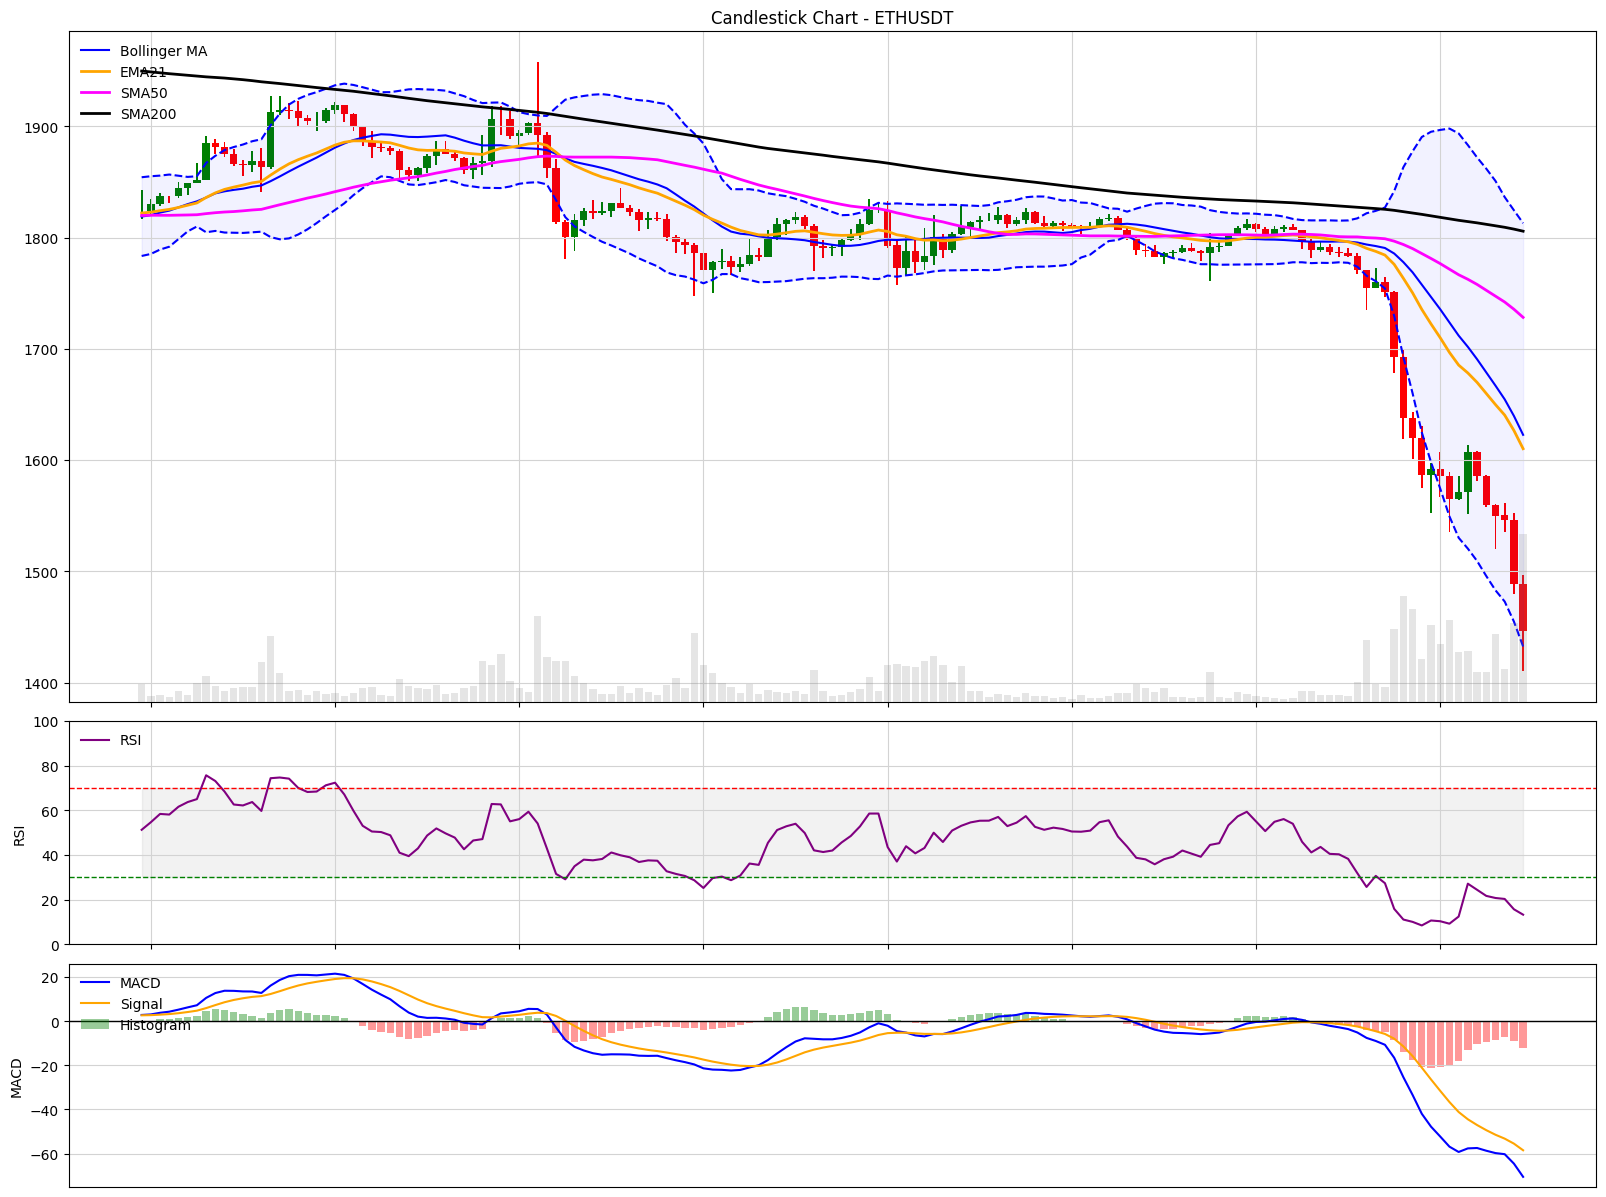 Candlestick Chart - ETHUSDT
Bollinger MA
EMA21
SMA50
SMA200
1900
1800
1700
1600
1500
1400
RSI
100
80
60
40
20
0
RSI
MACD
Signal
Histogram
20
0
−20
−40
−60
MACD